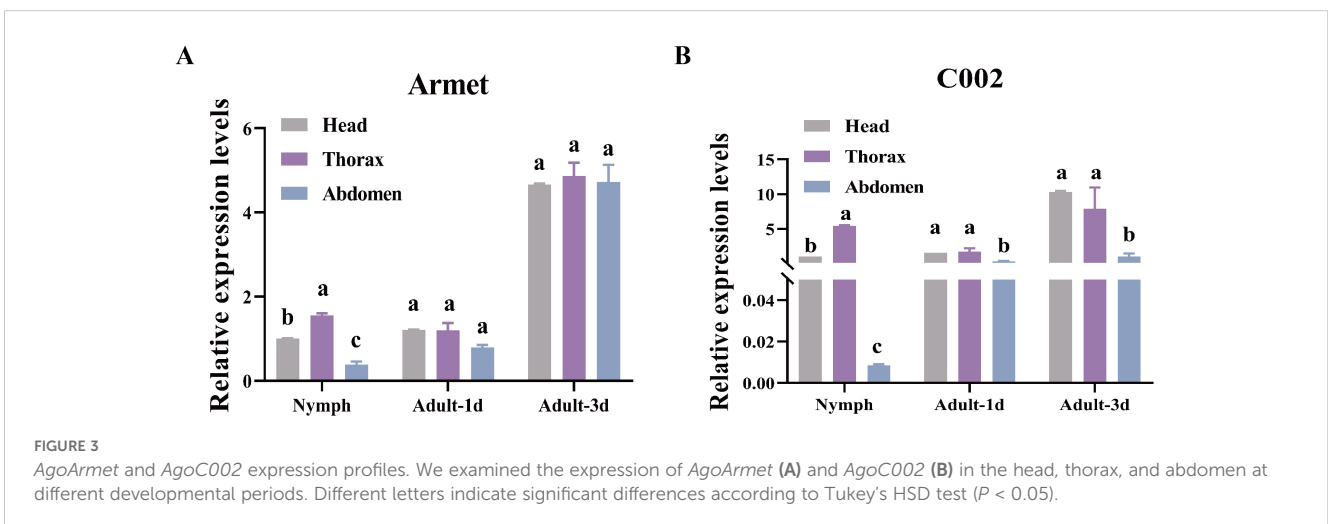 A
Armet
Relative expression levels
6
4
2
0
Head
Thorax
Abdomen
b
a
c
a
a
a
a
a
a
Nymph
Adult-1d
Adult-3d
B
C002
Relative expression levels
15
10
5
0.04
0.02
0.00
Head
Thorax
Abdomen
b
a
c
a
a
b
a
a
b
Nymph
Adult-1d
Adult-3d
FIGURE 3
AgoArmet and AgoC002 expression profiles. We examined the expression of AgoArmet (A) and AgoC002 (B) in the head, thorax, and abdomen at
different developmental periods. Different letters indicate significant differences according to Tukey's HSD test (P < 0.05).